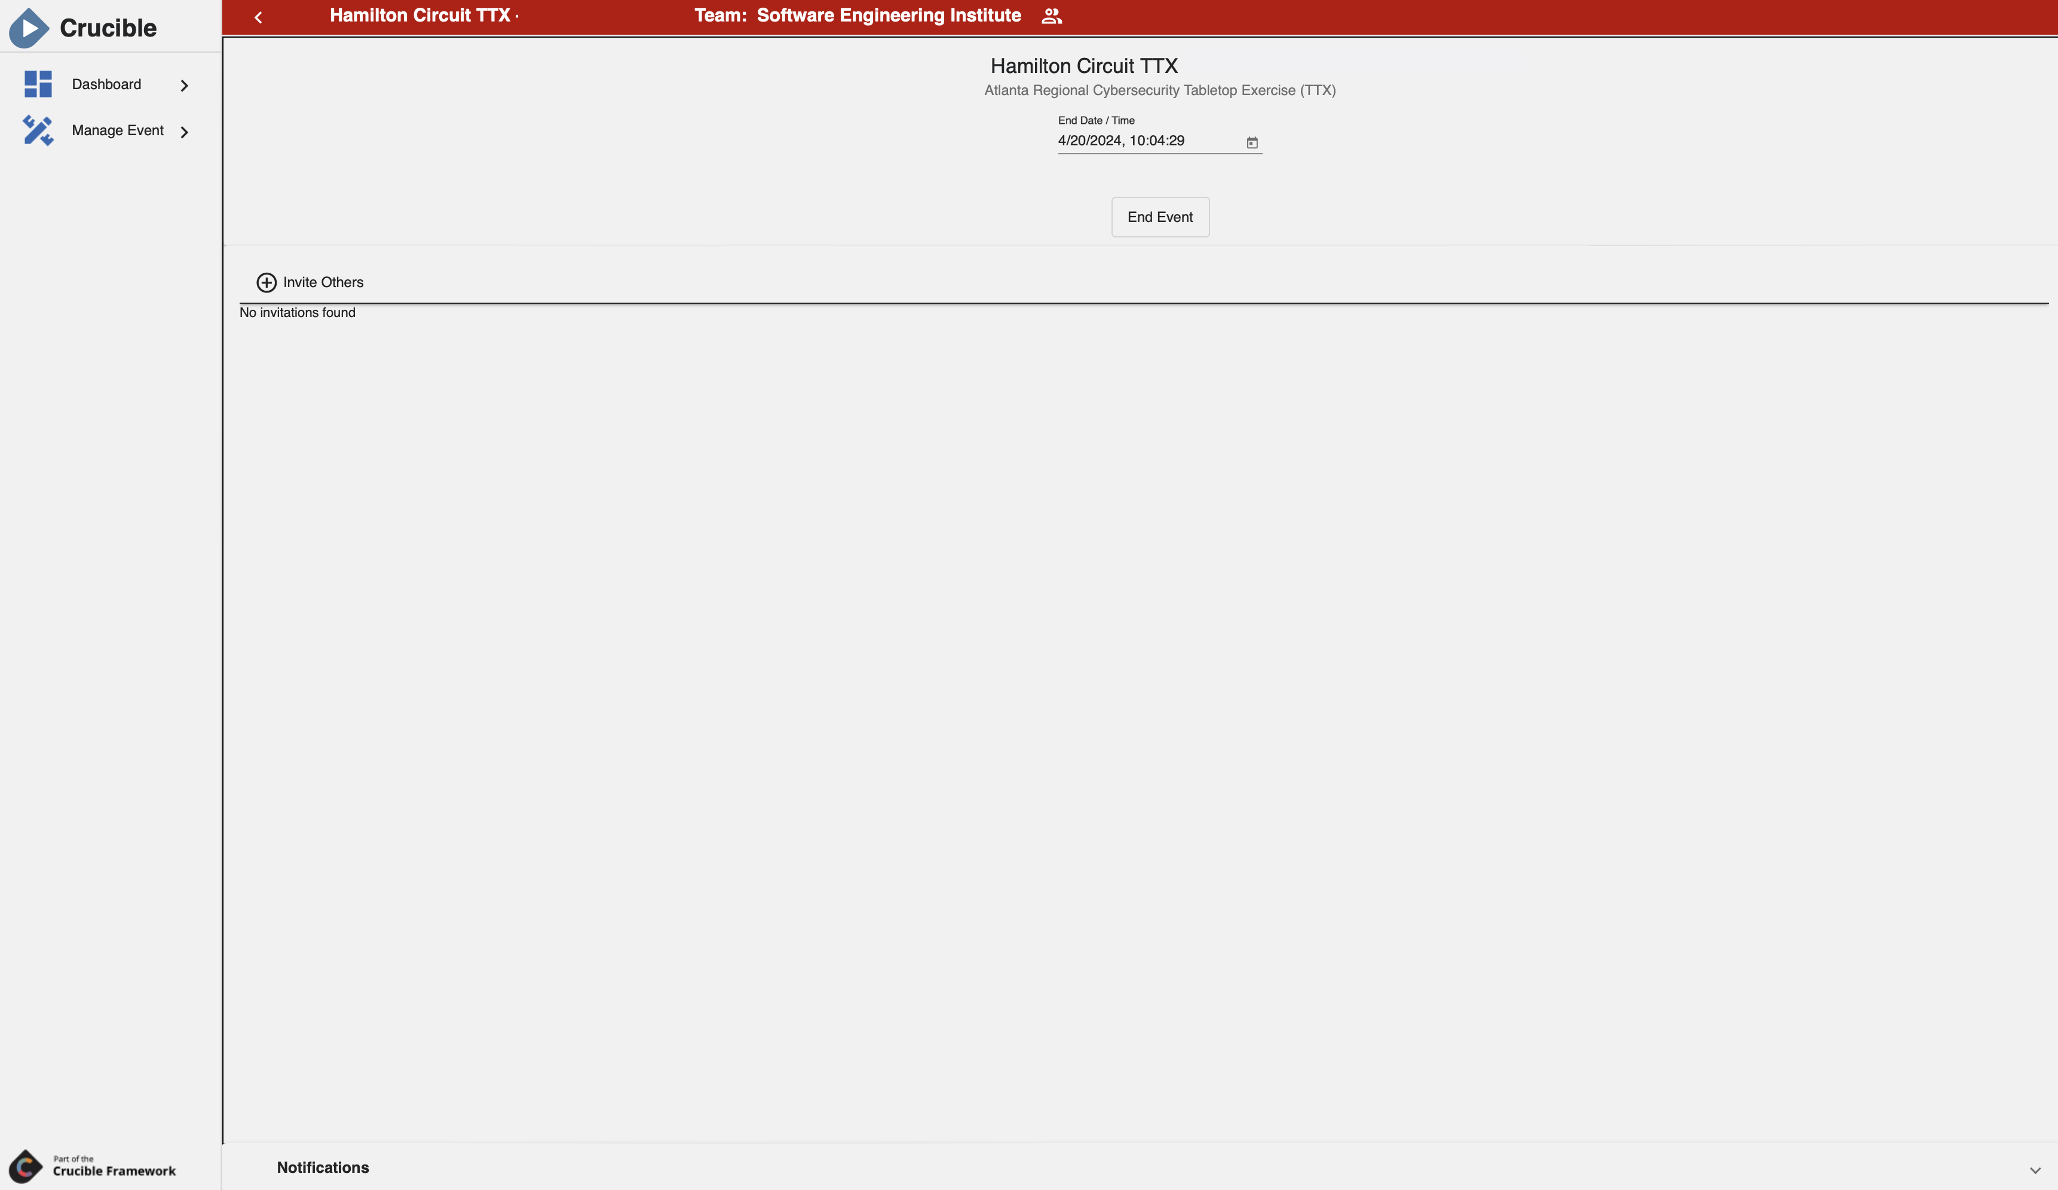 Crucible
Hamilton Circuit TTX ·
Team: Software Engineering Institute
Dashboard
Manage Event
Hamilton Circuit TTX
Atlanta Regional Cybersecurity Tabletop Exercise (TTX)
End Date / Time
4/20/2024, 10:04:29
End Event
Invite Others
No invitations found
Part of the
Crucible Framework
Notifications